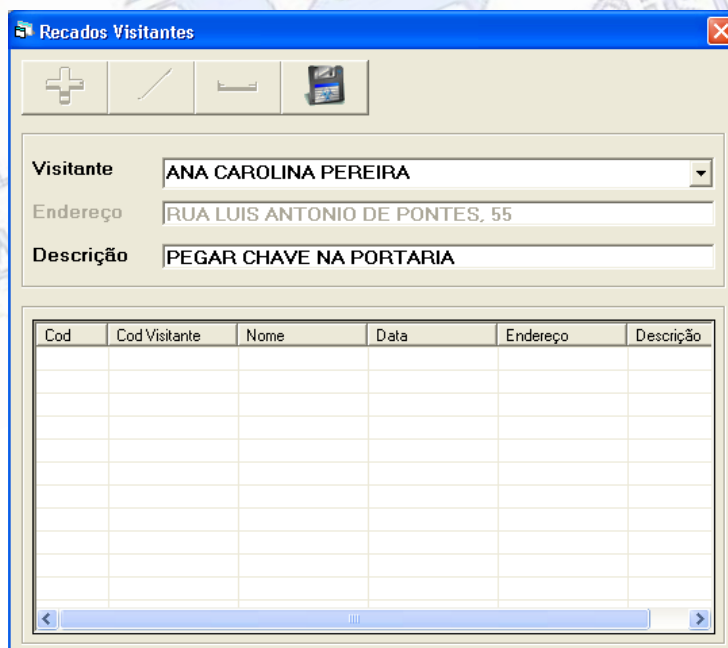 Recados Visitantes
Visitante ANA CAROLINA PEREIRA
Endereço RUA LUIS ANTONIO DE PONTES, 55
Descrição PEGAR CHAVE NA PORTARIA
Cod Cod Visitante Nome Data Endereço Descrição